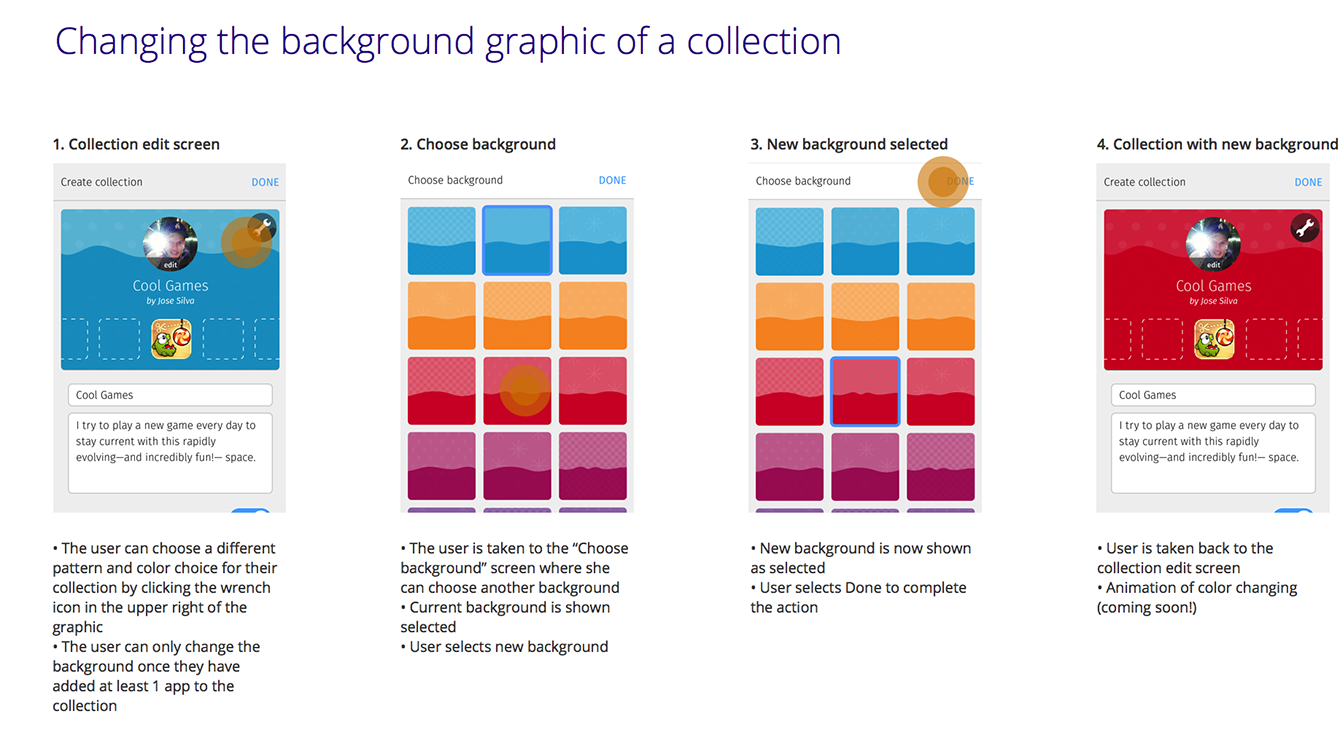 Changing the background graphic of a collection
1. Collection edit screen
Create collection
DONE
edit
Cool Games
by Jose Silva
Cool Games
I try to play a new game every day to
stay current with this rapidly
evolving—and incredibly fun!— space.
• The user can choose a different
pattern and color choice for their
collection by clicking the wrench
icon in the upper right of the
graphic
• The user can only change the
background once they have
added at least 1 app to the
collection
2. Choose background
Choose background
DONE
• The user is taken to the “Choose
background” screen where she
can choose another background
• Current background is shown
selected
• User selects new background
3. New background selected
Choose background
DONE
• New background is now shown
as selected
• User selects Done to complete
the action
4. Collection with new background
Create collection
DONE
edit
Cool Games
by Jose Silva
Cool Games
I try to play a new game every day to
stay current with this rapidly
evolving—and incredibly fun!— space.
• User is taken back to the
collection edit screen
• Animation of color changing
(coming soon!)